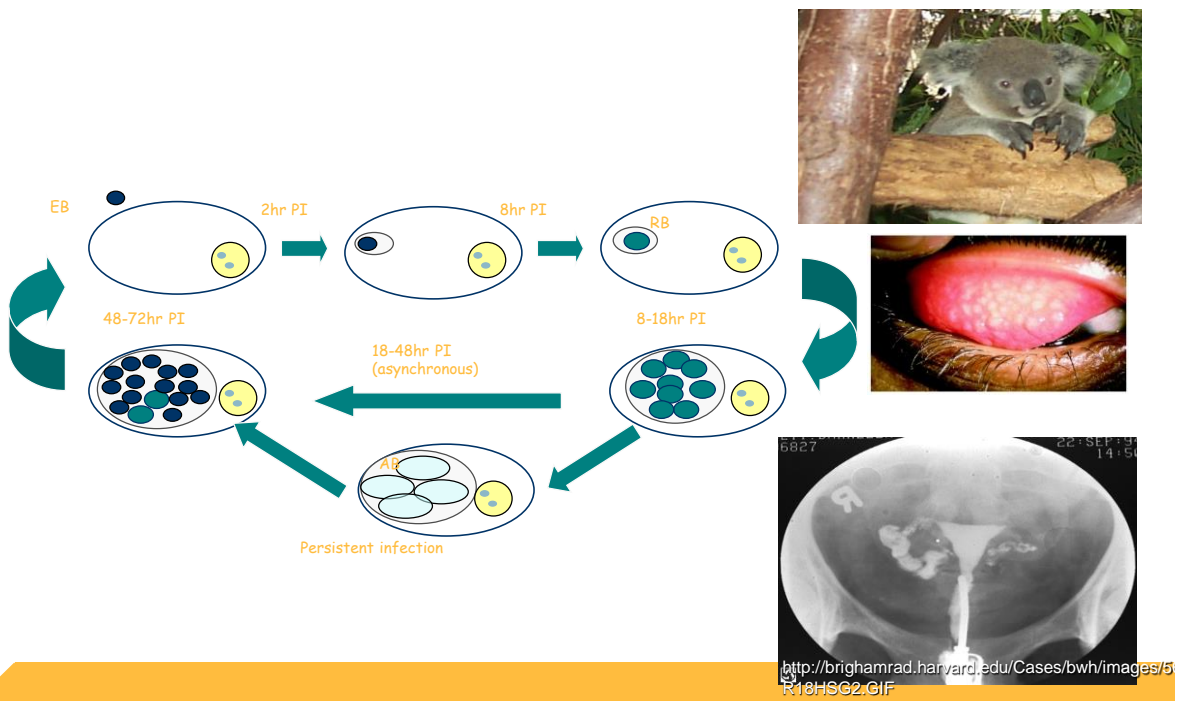 EB
2hr PI
8hr PI
RB
48-72hr PI
8-18hr PI
18-48hr PI
(asynchronous)
AB
Persistent infection
6827
22:SEP:9
14:50
R
http://brighamrad.harvard.edu/Cases/bwh/images/5
R18HSG2.GIF